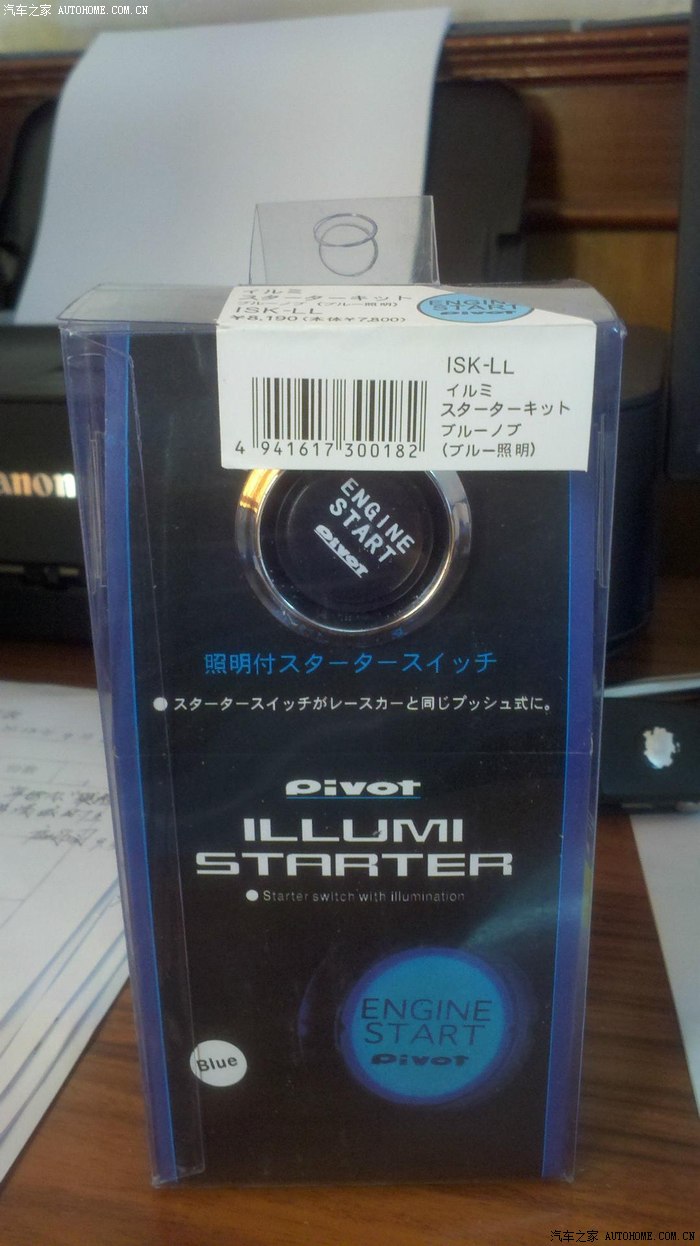 汽车之家 AUTOHOME.COM.CN
イルミ
スターターキット
ブルーノブ（ブルー照明）
ISK-LL
¥8,190（本体¥7,800）
ENGINE
START
pivot
ISK-LL
イルミ
スターターキット
ブルーノブ
（ブルー照明）
4 941617 300182
anon
ENGINE
START
pivot
照明付スタータースイッチ
●スタータースイッチがレースカーと同じプッシュ式に。
pivot
ILLUMI
STARTER
●Starter switch with illumination
ENGINE
START
pivot
Blue
汽车之家 AUTOHOME.COM.CN